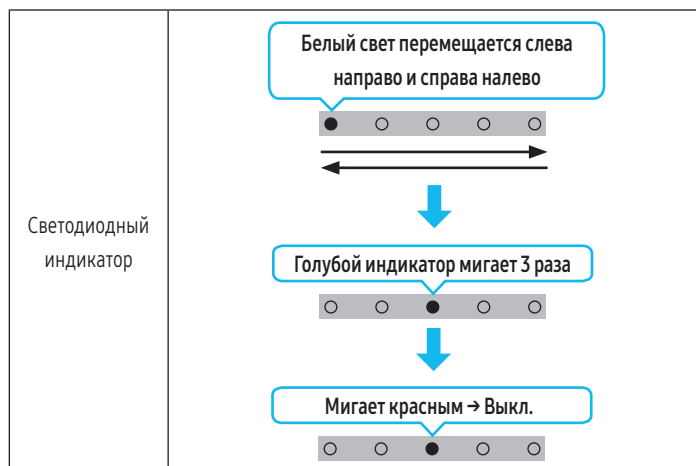 Белый свет перемещается слева
направо и справа налево
Светодиодный
индикатор
Голубой индикатор мигает 3 раза
Мигает красным → Выкл.